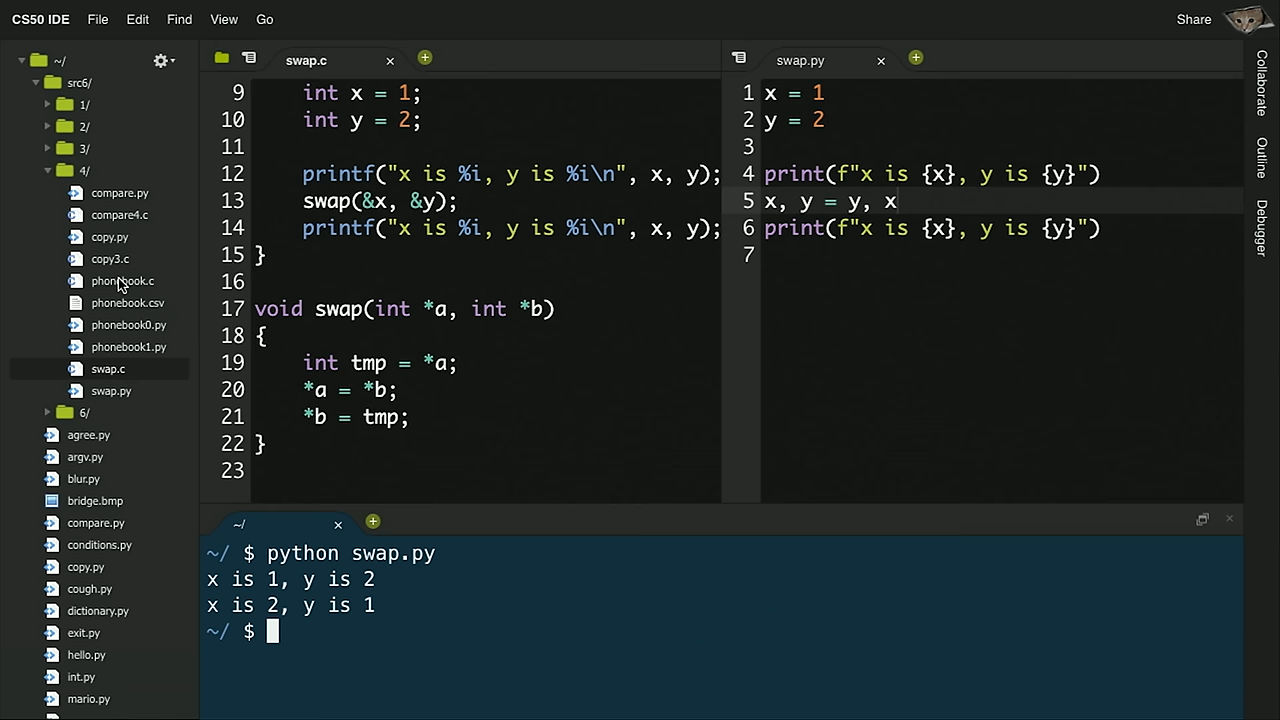 CS50 IDE File Edit Find View Go Share
~/
src6/
1/
2/
3/
4/
compare.py
compare4.c
copy.py
copy3.c
phonebook.c
phonebook.csv
phonebook0.py
phonebook1.py
swap.c
swap.py
6/
agree.py
argv.py
blur.py
bridge.bmp
compare.py
conditions.py
copy.py
cough.py
dictionary.py
exit.py
hello.py
int.py
mario.py
swap.c
9 int x = 1;
10 int y = 2;
11
12 printf("x is %i, y is %i\n", x, y);
13 swap(&x, &y);
14 printf("x is %i, y is %i\n", x, y);
15 }
16
17 void swap(int *a, int *b)
18 {
19 int tmp = *a;
20 *a = *b;
21 *b = tmp;
22 }
23
swap.py
1 x = 1
2 y = 2
3
4 print(f"x is {x}, y is {y}")
5 x, y = y, x
6 print(f"x is {x}, y is {y}")
7
~/
~/ $ python swap.py
x is 1, y is 2
x is 2, y is 1
~/ $
Collaborate
Outline
Debugger